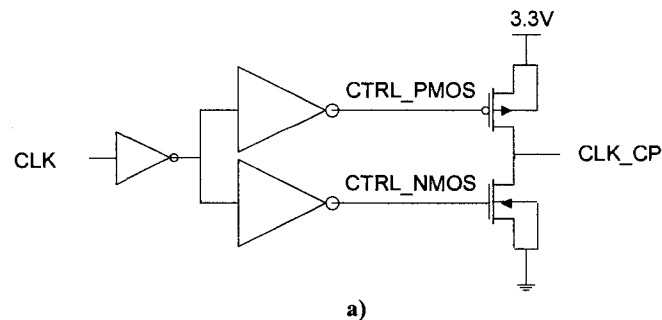 3.3V
CTRL_PMOS
CLK
CLK_CP
CTRL_NMOS
a)